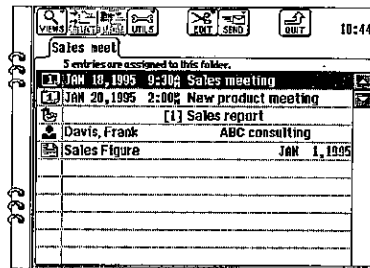 VIEWS UTILS EDIT SEND QUIT 10:44
Sales meet
5 entries are assigned to this folder.
JAN 18,1995 9:30A Sales meeting
JAN 20,1995 2:00P New product meeting
[1] Sales report
Davis, Frank ABC consulting
Sales Figure JAN 1,1995